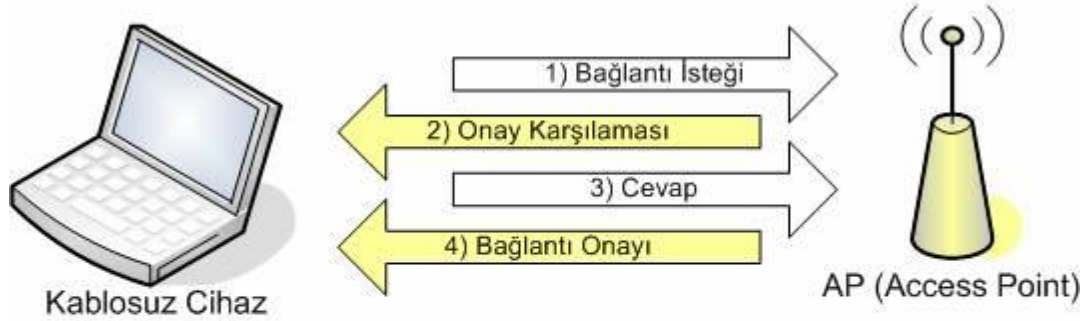 1) Bağlantı İsteği
2) Onay Karşılaması
3) Cevap
4) Bağlantı Onayı
Kablosuz Cihaz
AP (Access Point)